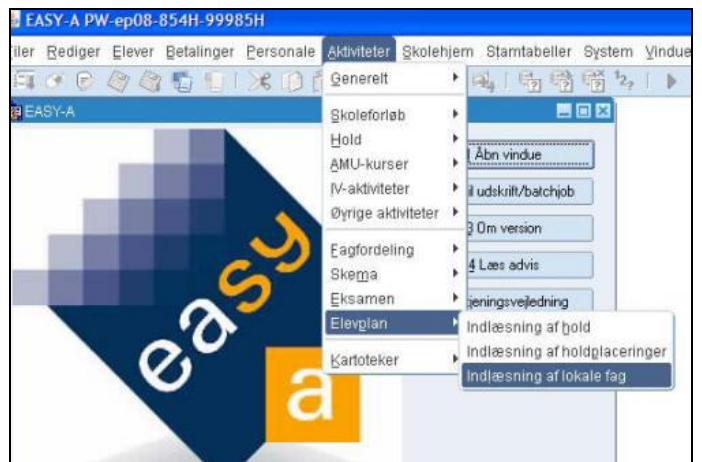 EASY-A PW-ep08-854H-99985H
iler Rediger Elever Betalinger Personale Aktiviteter Skolehjem Stamtabeller System Vindue
EASY-A
Generelt
Skoleforløb
Hold
AMU-kurser
IV-aktiviteter
Øvrige aktiviteter
Fagfordeling
Skema
Eksamen
Elevplan
Kartoteker
Åbn vindue
il udskrift/batchjob
3 Om version
4 Læs advis
jeningsvejledning
Indlæsning af hold
Indlæsning af holdplaceringer
Indlæsning af lokale fag
easy
a